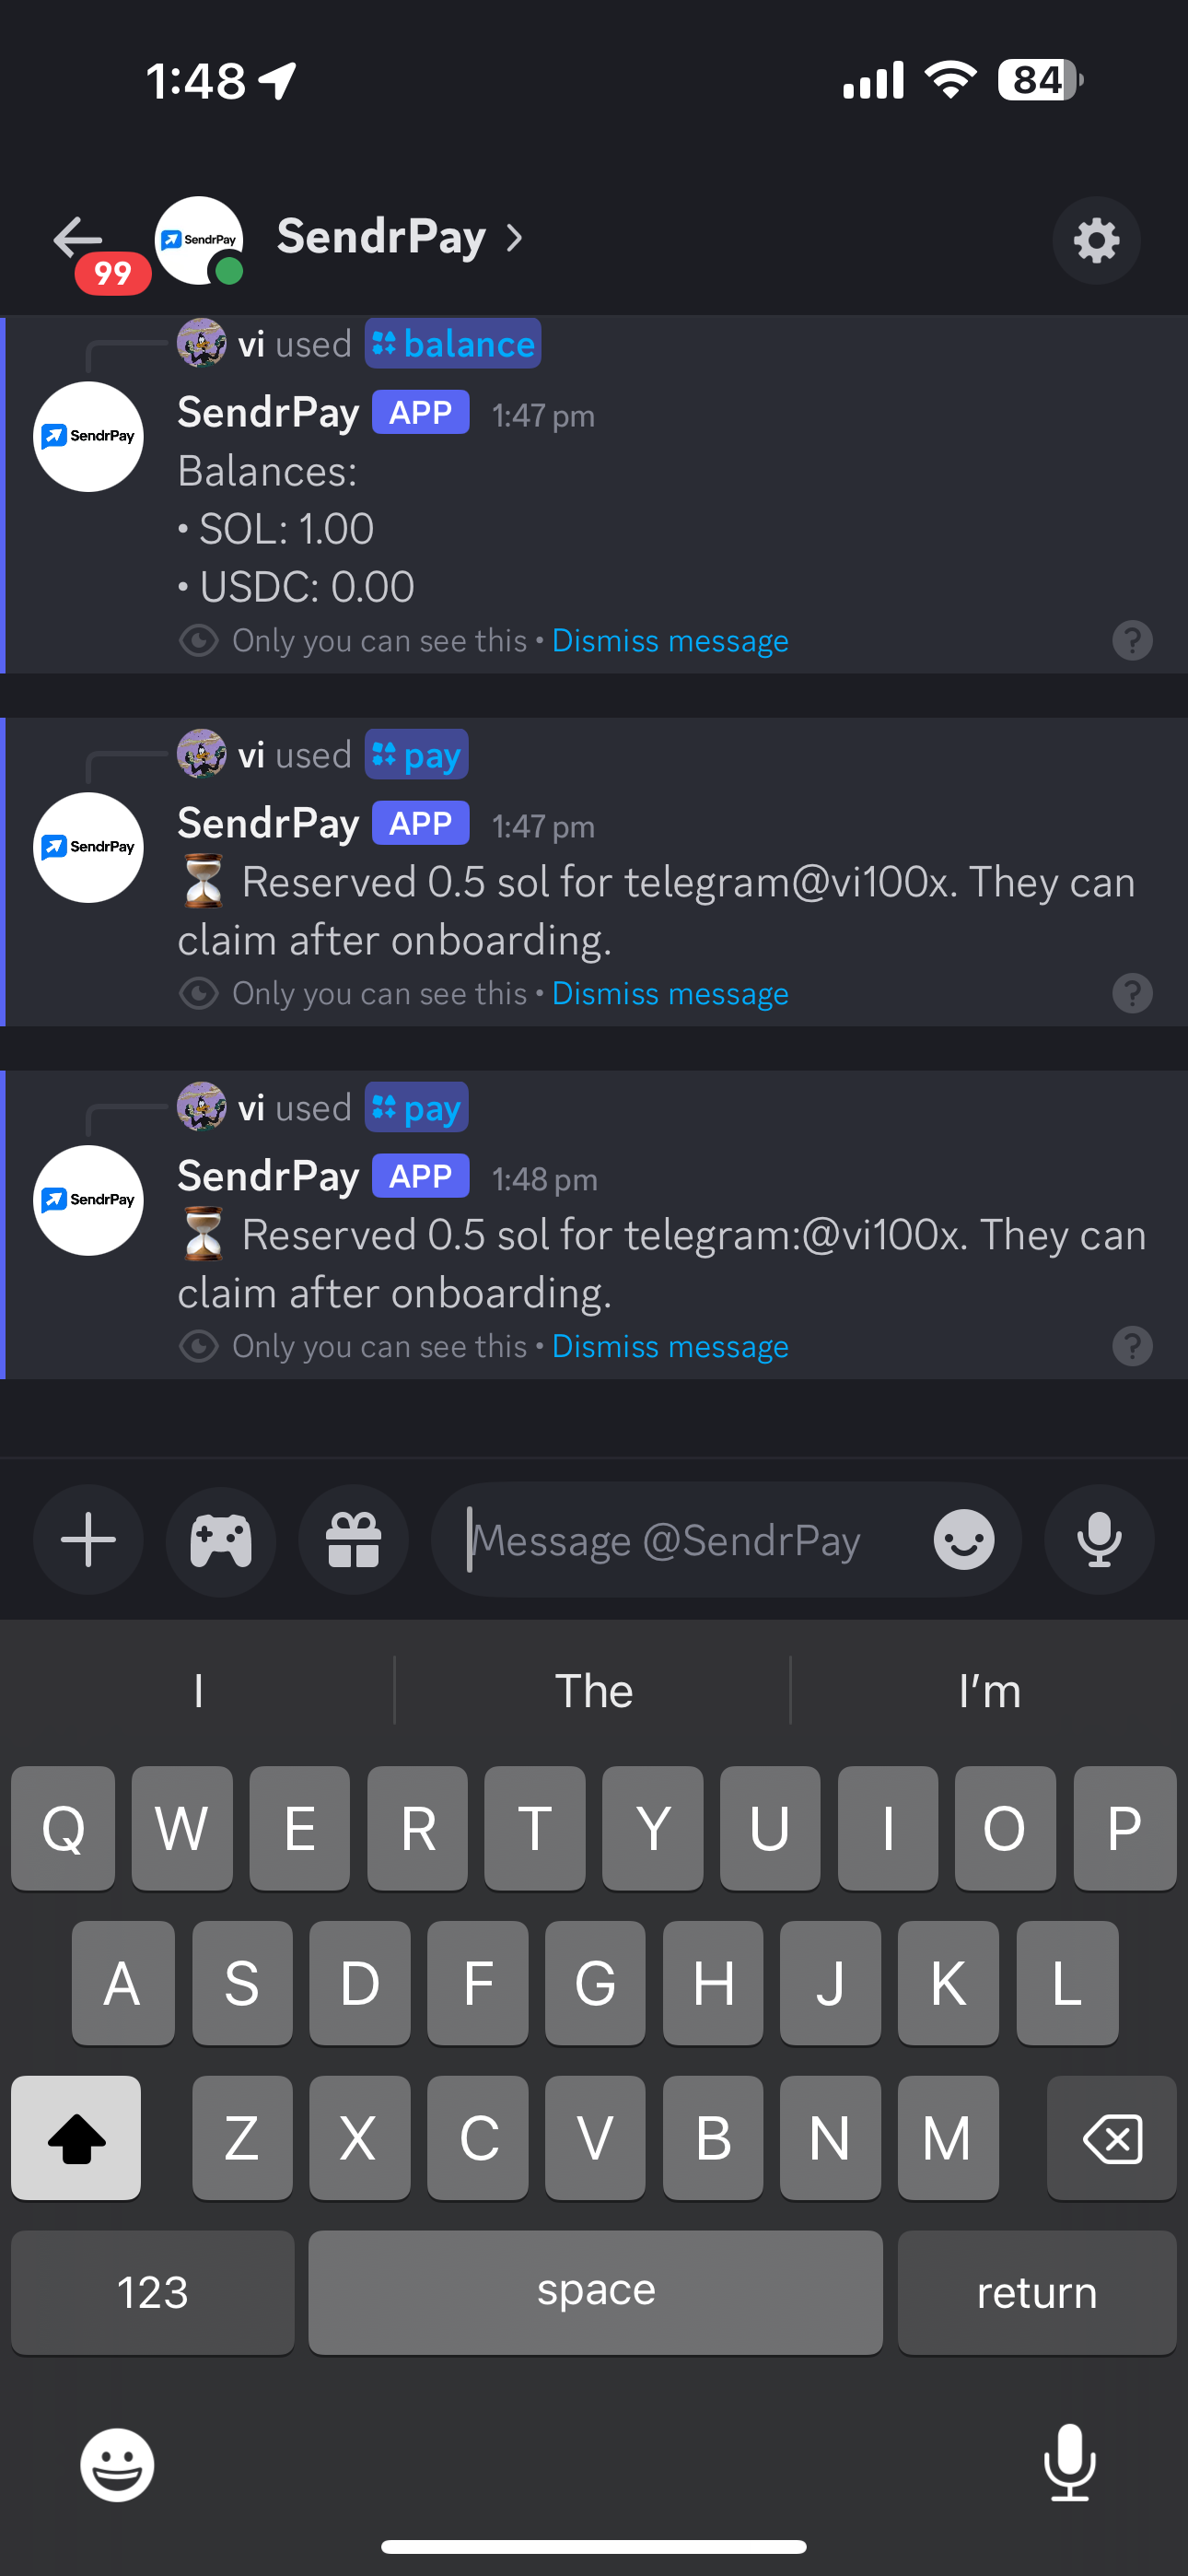 1:48
84
99
SendrPay
SendrPay
vi used balance
SendrPay APP 1:47 pm
SendrPay
Balances:
• SOL: 1.00
• USDC: 0.00
Only you can see this • Dismiss message
?
vi used pay
SendrPay APP 1:47 pm
SendrPay
⏳ Reserved 0.5 sol for telegram@vi100x. They can
claim after onboarding.
Only you can see this • Dismiss message
?
vi used pay
SendrPay APP 1:48 pm
SendrPay
⏳ Reserved 0.5 sol for telegram:@vi100x. They can
claim after onboarding.
Only you can see this • Dismiss message
?
Message @SendrPay
I The I'm
Q W E R T Y U I O P
A S D F G H J K L
Z X C V B N M
123 space return